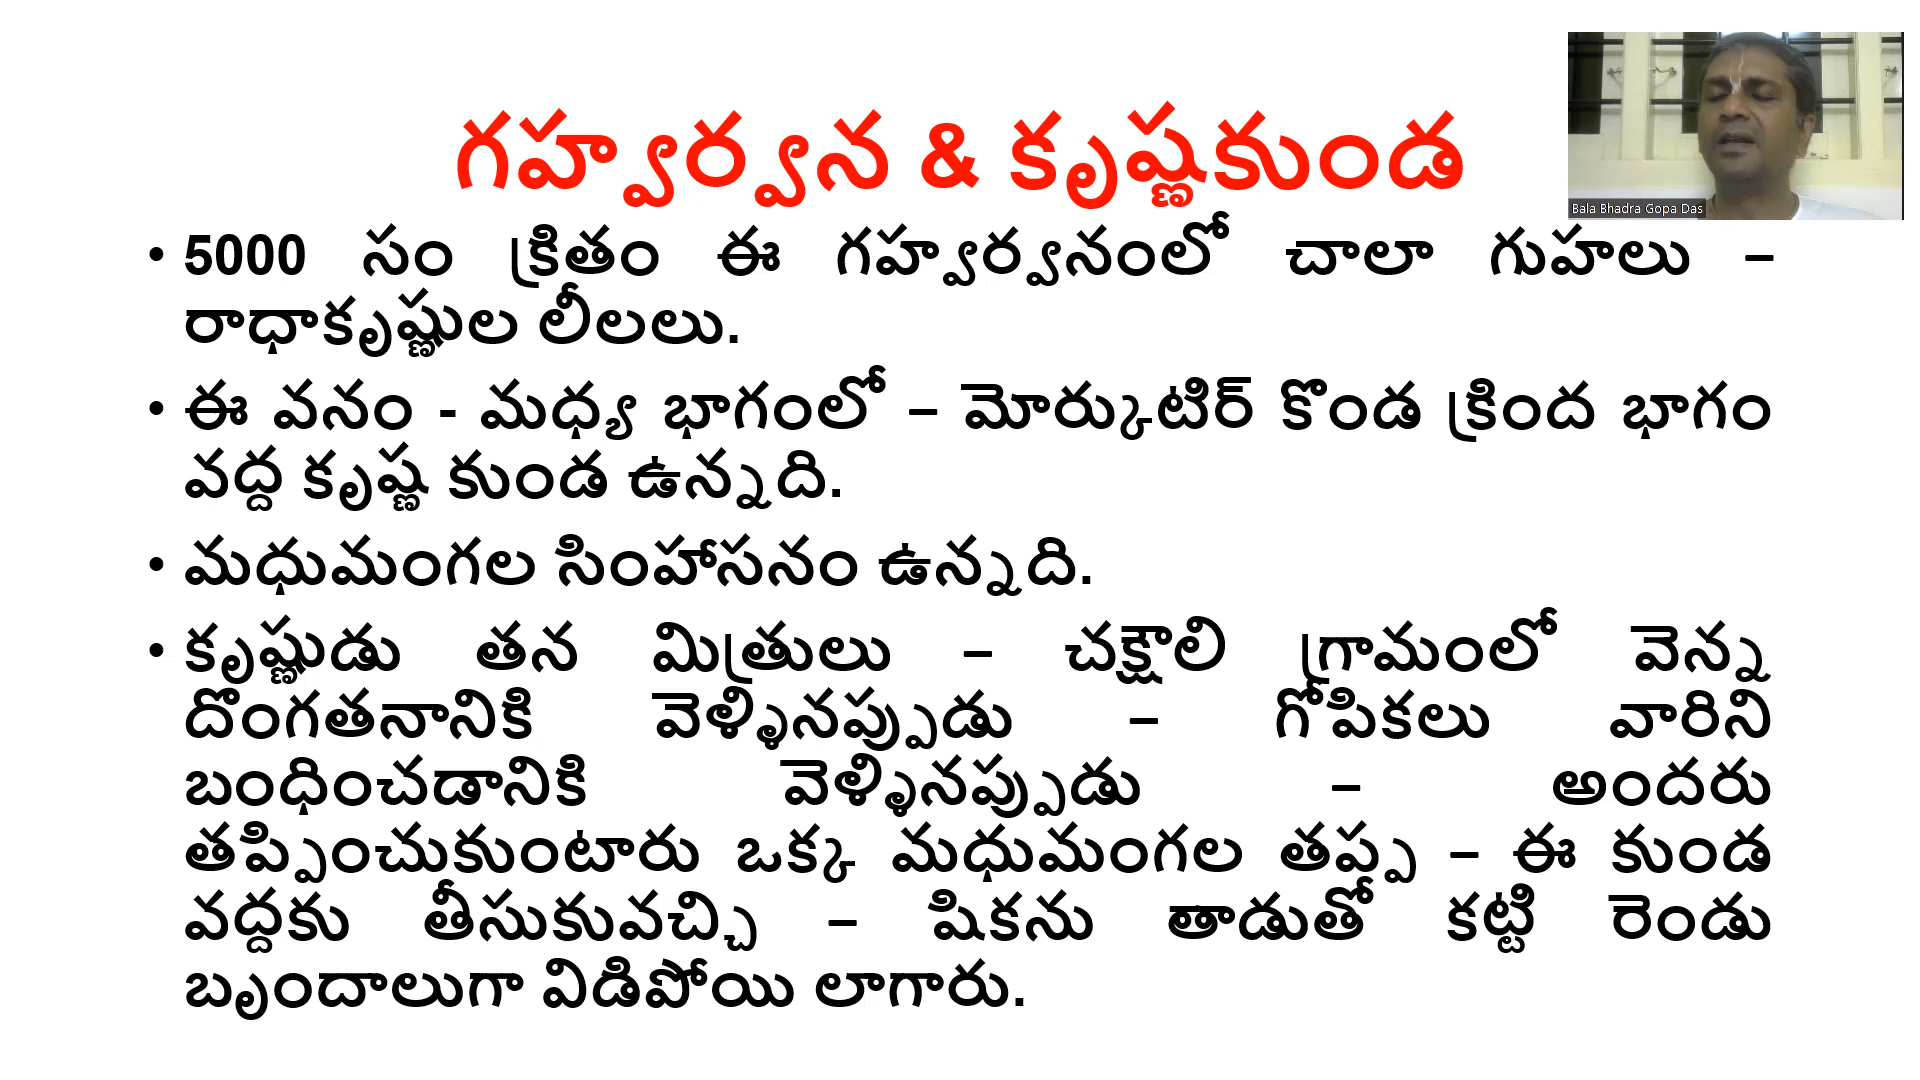 గహ్వర్వన & కృష్ణకుండ
Bala Bhadra Gopa Das
• 5000 సం క్రితం ఈ గహ్వర్వనంలో చాలా గుహలు –
రాధాకృష్ణుల లీలలు.
• ఈ వనం - మధ్య భాగంలో – మోర్కుటిర్ కొండ క్రింద భాగం
వద్ద కృష్ణ కుండ ఉన్నది.
• మధుమంగల సింహాసనం ఉన్నది.
• కృష్ణుడు తన మిత్రులు – చక్షౌలి గ్రామంలో వెన్న
దొంగతనానికి వెళ్ళినప్పుడు – గోపికలు వారిని
బంధించడానికి వెళ్ళినప్పుడు – అందరు
తప్పించుకుంటారు ఒక్క మధుమంగల తప్ప – ఈ కుండ
వద్దకు తీసుకువచ్చి – షికను తాడుతో కట్టి రెండు
బృందాలుగా విడిపోయి లాగారు.